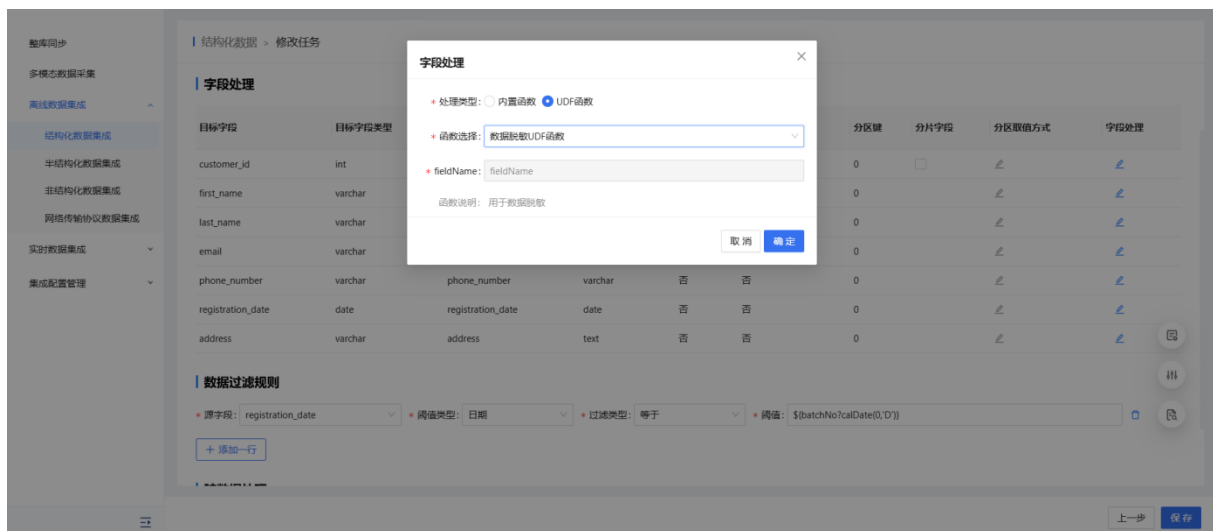 整库同步
多模态数据采集
离线数据集成
结构化数据集成
半结构化数据集成
非结构化数据集成
网络传输协议数据集成
实时数据集成
集成配置管理
结构化数据 > 修改任务
字段处理
目标字段 目标字段类型 分区键 分片字段 分区取值方式 字段处理
customer_id int 0
first_name varchar 0
last_name varchar 0
email varchar 0
phone_number varchar phone_number varchar 否 否 0
registration_date date registration_date date 否 否 0
address varchar address text 否 否 0
字段处理
* 处理类型: 内置函数 UDF函数
* 函数选择: 数据脱敏UDF函数
* fieldName: fieldName
函数说明: 用于数据脱敏
取 消 确 定
数据过滤规则
* 源字段: registration_date * 阈值类型: 日期 * 过滤类型: 等于 * 阈值: ${batchNo?calDate(0,'D')}
+ 添加一行
上一步 保 存